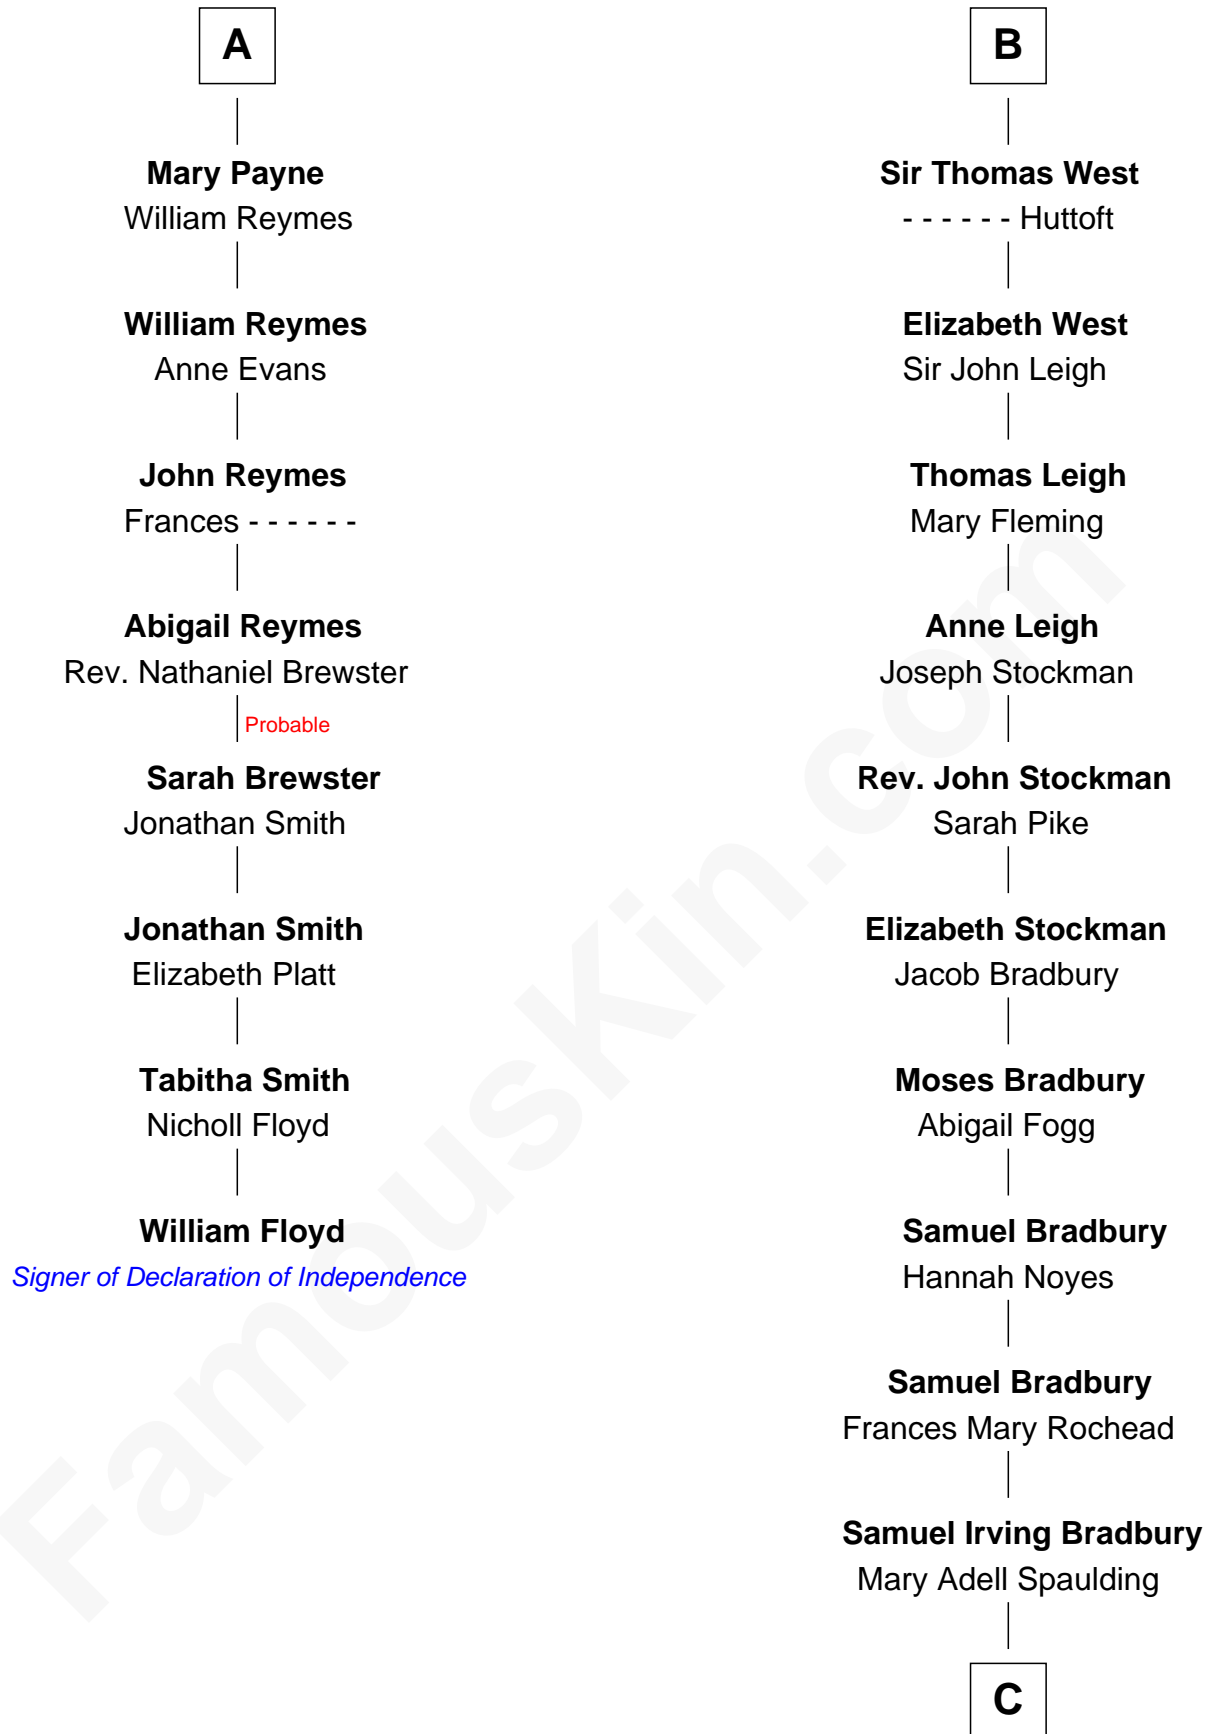 A
Mary Payne
William Reymes
William Reymes
Anne Evans
John Reymes
Frances - - - - - -
Abigail Reymes
Rev. Nathaniel Brewster
Probable
Sarah Brewster
Jonathan Smith
Jonathan Smith
Elizabeth Platt
Tabitha Smith
Nicholl Floyd
William Floyd
Signer of Declaration of Independence
B
Sir Thomas West
- - - - - - Huttoft
Elizabeth West
Sir John Leigh
Thomas Leigh
Mary Fleming
Anne Leigh
Joseph Stockman
Rev. John Stockman
Sarah Pike
Elizabeth Stockman
Jacob Bradbury
Moses Bradbury
Abigail Fogg
Samuel Bradbury
Hannah Noyes
Samuel Bradbury
Frances Mary Rochead
Samuel Irving Bradbury
Mary Adell Spaulding
C
FamousKin.com